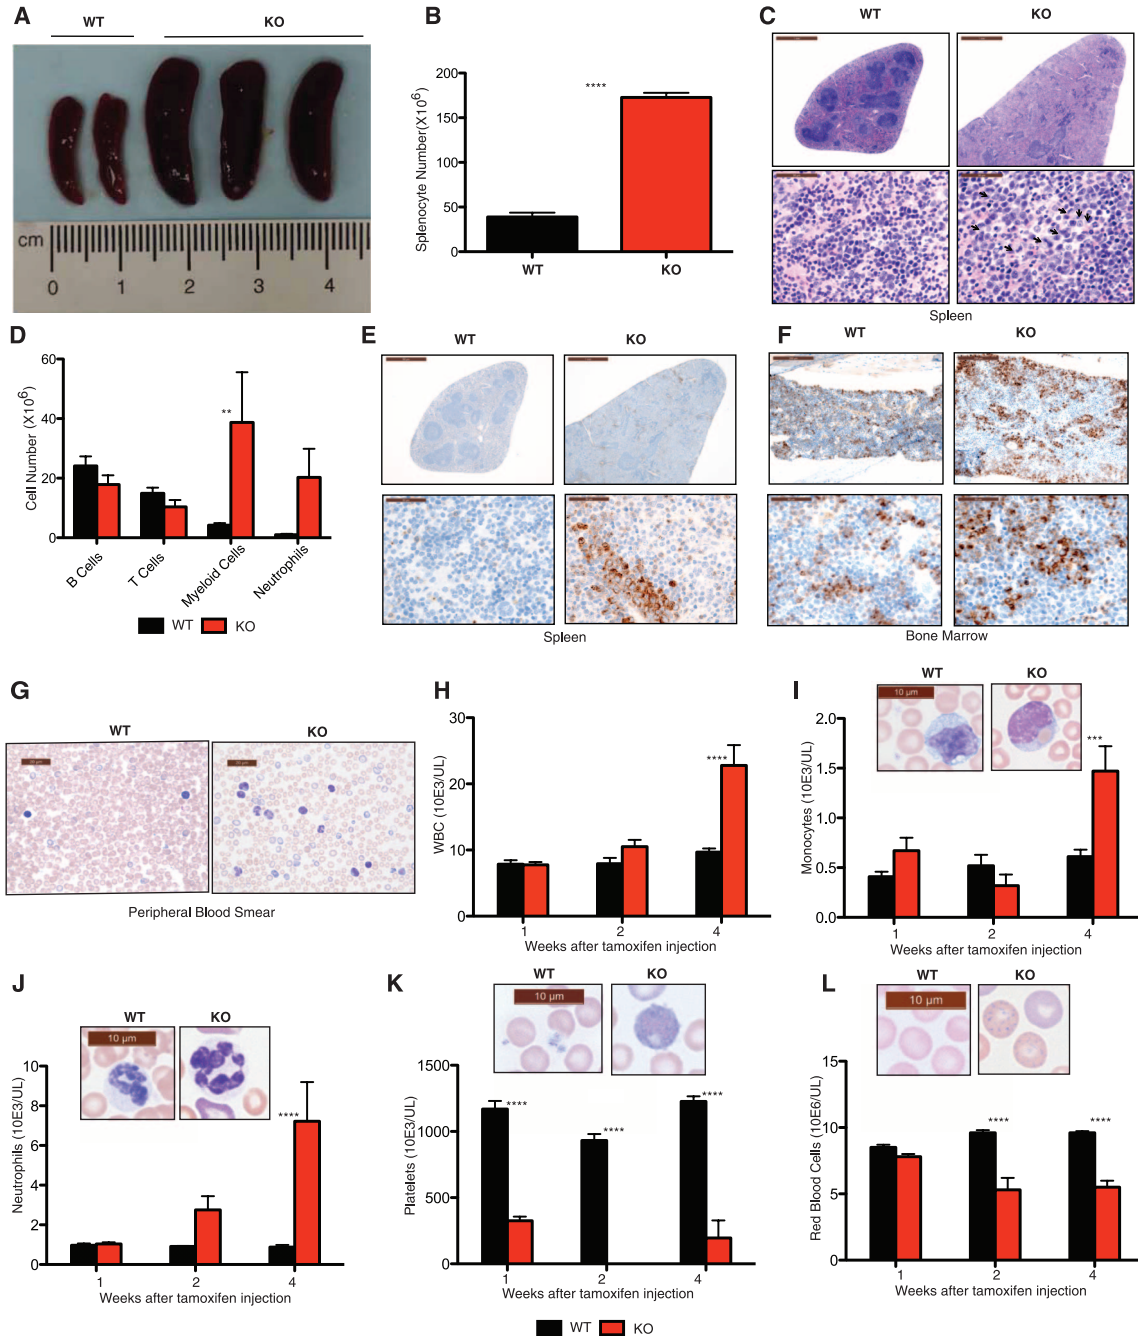 A
WT
KO
cm
0
1
2
3
4
B
Splenocyte Number(X10⁶)
200
150
100
50
0
****
WT
KO
C
WT
KO
Spleen
D
Cell Number (X10⁶)
60
40
20
0
**
B Cells
T Cells
Myeloid Cells
Neutrophils
WT
KO
E
WT
KO
Spleen
F
WT
KO
Bone Marrow
G
WT
KO
Peripheral Blood Smear
H
WBC (10E3/UL)
30
20
10
0
****
1
2
4
Weeks after tamoxifen injection
I
WT
KO
10 µm
Monocytes (10E3/UL)
2.0
1.5
1.0
0.5
0.0
***
1
2
4
Weeks after tamoxifen injection
J
WT
KO
10 µm
Neutrophils (10E3/UL)
10
8
6
4
2
0
****
1
2
4
Weeks after tamoxifen injection
K
WT
KO
10 µm
Platelets (10E3/UL)
1500
1000
500
0
****
****
****
1
2
4
Weeks after tamoxifen injection
WT
KO
L
WT
KO
10 µm
Red Blood Cells (10E6/UL)
15
10
5
0
****
****
1
2
4
Weeks after tamoxifen injection